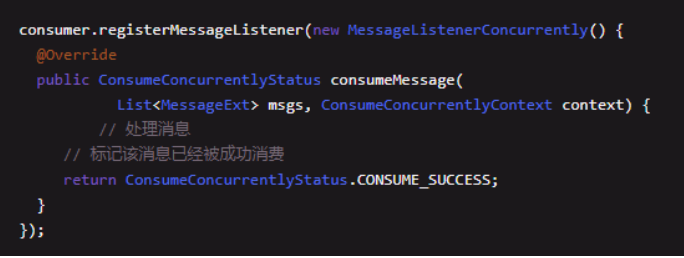 consumer.registerMessageListener(new MessageListenerConcurrently() {
@Override
public ConsumeConcurrentlyStatus consumeMessage(
List<MessageExt> msgs, ConsumeConcurrentlyContext context) {
// 处理消息
// 标记该消息已经被成功消费
return ConsumeConcurrentlyStatus.CONSUME_SUCCESS;
}
});